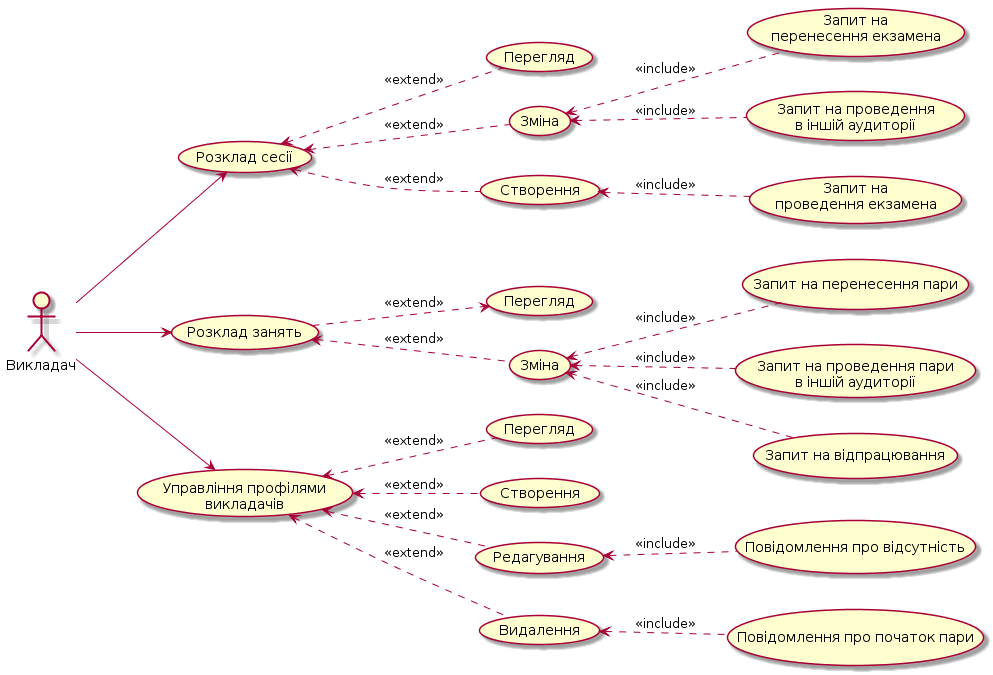 Запит на
перенесення екзамена
Перегляд
«extend»
«include»
Зміна
«include»
Запит на проведення
в іншій аудиторії
«extend»
Розклад сесії
«extend»
Створення
«include»
Запит на
проведення екзамена
Запит на перенесення пари
Перегляд
«extend»
«include»
Розклад занять
«extend»
Зміна
«include»
Запит на проведення пари
в іншій аудиторії
Викладач
«include»
Запит на відпрацювання
Перегляд
«extend»
Управління профілями
викладачів
«extend»
Створення
«extend»
Редагування
«include»
Повідомлення про відсутність
«extend»
Видалення
«include»
Повідомлення про початок пари